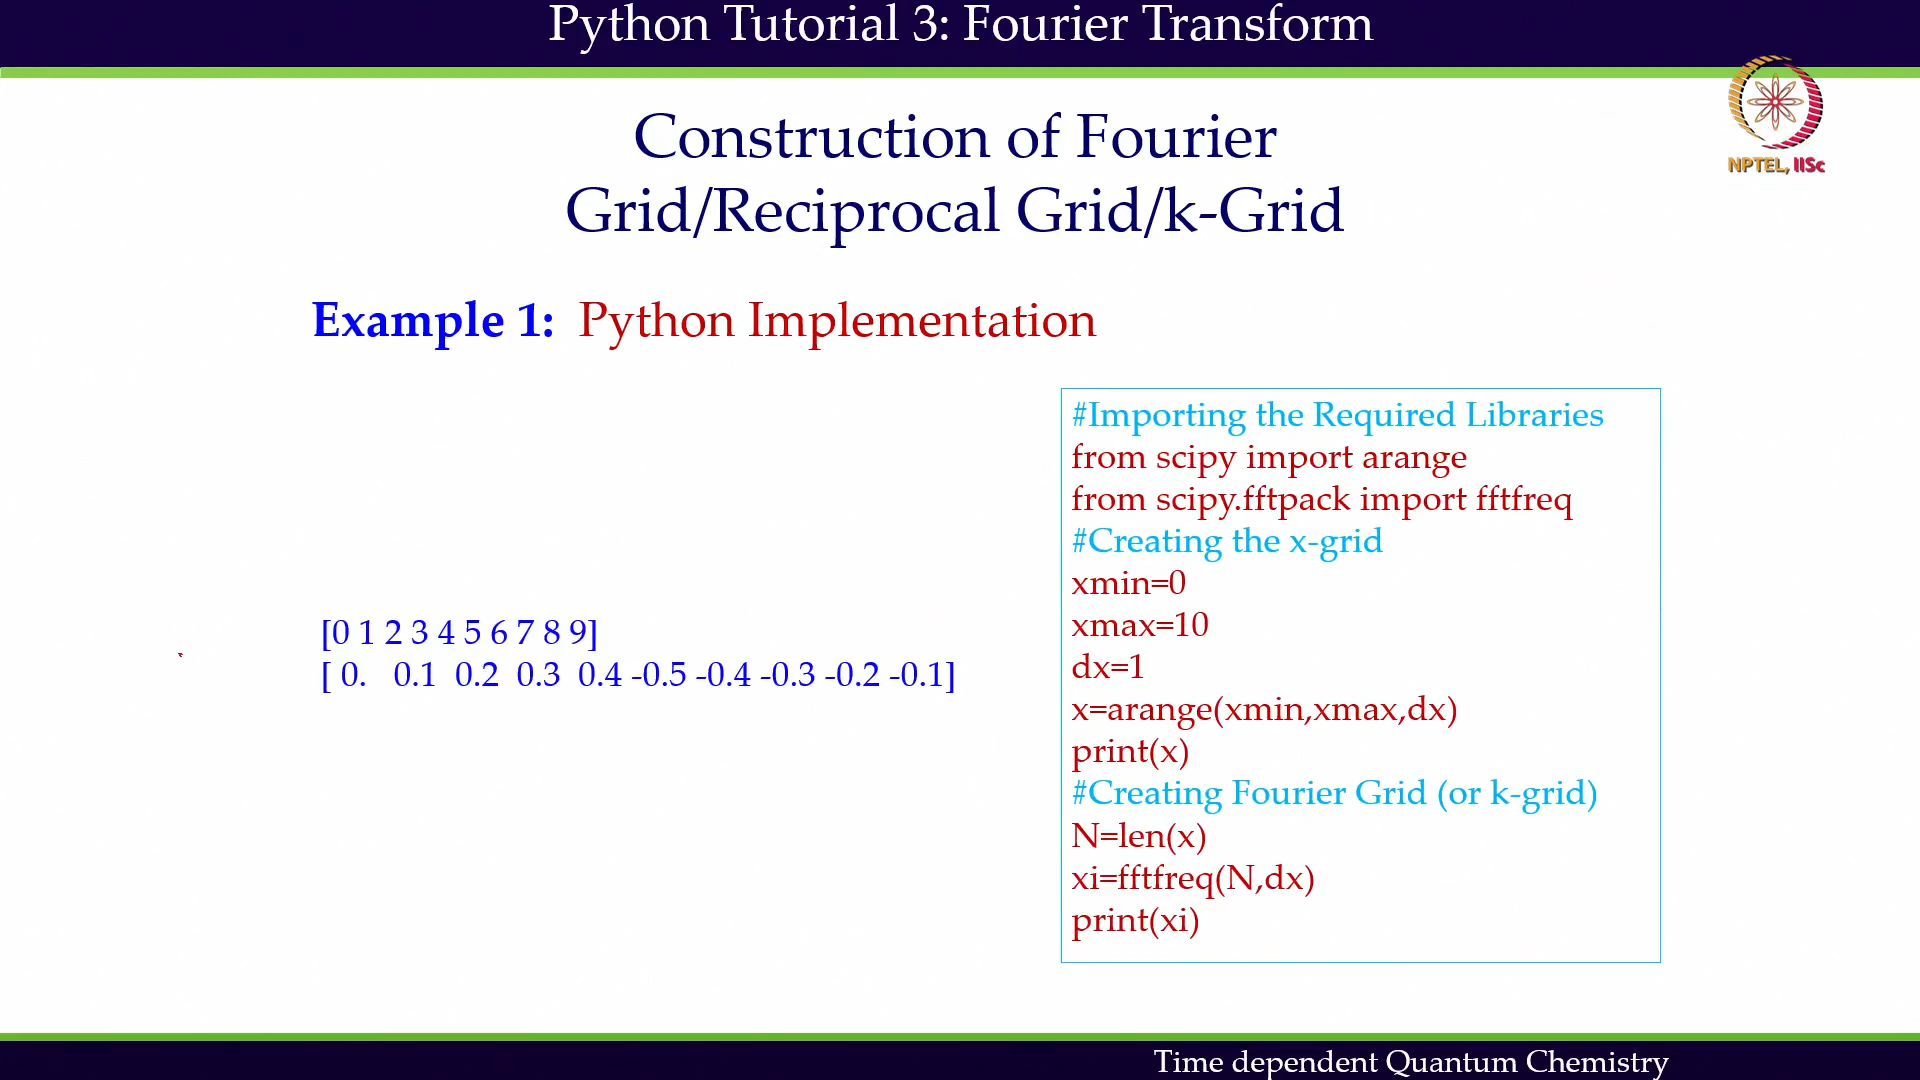 Python Tutorial 3: Fourier Transform
NPTEL, IISc
Construction of Fourier
Grid/Reciprocal Grid/k-Grid
Example 1: Python Implementation
[0 1 2 3 4 5 6 7 8 9]
[ 0. 0.1 0.2 0.3 0.4 -0.5 -0.4 -0.3 -0.2 -0.1]
#Importing the Required Libraries
from scipy import arange
from scipy.fftpack import fftfreq
#Creating the x-grid
xmin=0
xmax=10
dx=1
x=arange(xmin,xmax,dx)
print(x)
#Creating Fourier Grid (or k-grid)
N=len(x)
xi=fftfreq(N,dx)
print(xi)
Time dependent Quantum Chemistry